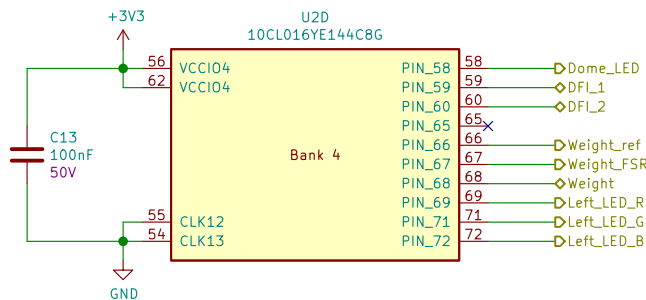 +3V3
U2D
10CL016YE144C8G
56 VCCIO4 PIN_58 58 Dome_LED
62 VCCIO4 PIN_59 59 DFI_1
PIN_60 60 DFI_2
PIN_65 65
C13
100nF
50V
Bank 4
PIN_66 66 Weight_ref
PIN_67 67 Weight_FSR
PIN_68 68 Weight
PIN_69 69 Left_LED_R
55 CLK12 PIN_71 71 Left_LED_G
54 CLK13 PIN_72 72 Left_LED_B
GND